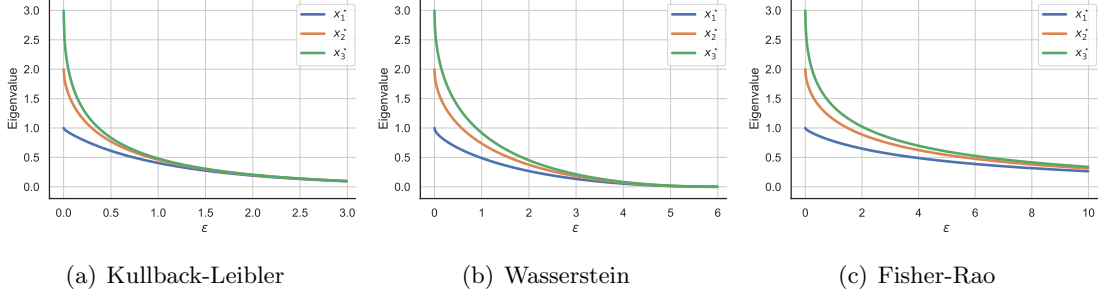 3.0
2.5
2.0
1.5
1.0
0.5
0.0
Eigenvalue
x₁*
x₂*
x₃*
0.0 0.5 1.0 1.5 2.0 2.5 3.0
ε
(a) Kullback-Leibler
3.0
2.5
2.0
1.5
1.0
0.5
0.0
Eigenvalue
x₁*
x₂*
x₃*
0 1 2 3 4 5 6
ε
(b) Wasserstein
3.0
2.5
2.0
1.5
1.0
0.5
0.0
Eigenvalue
x₁*
x₂*
x₃*
0 2 4 6 8 10
ε
(c) Fisher-Rao